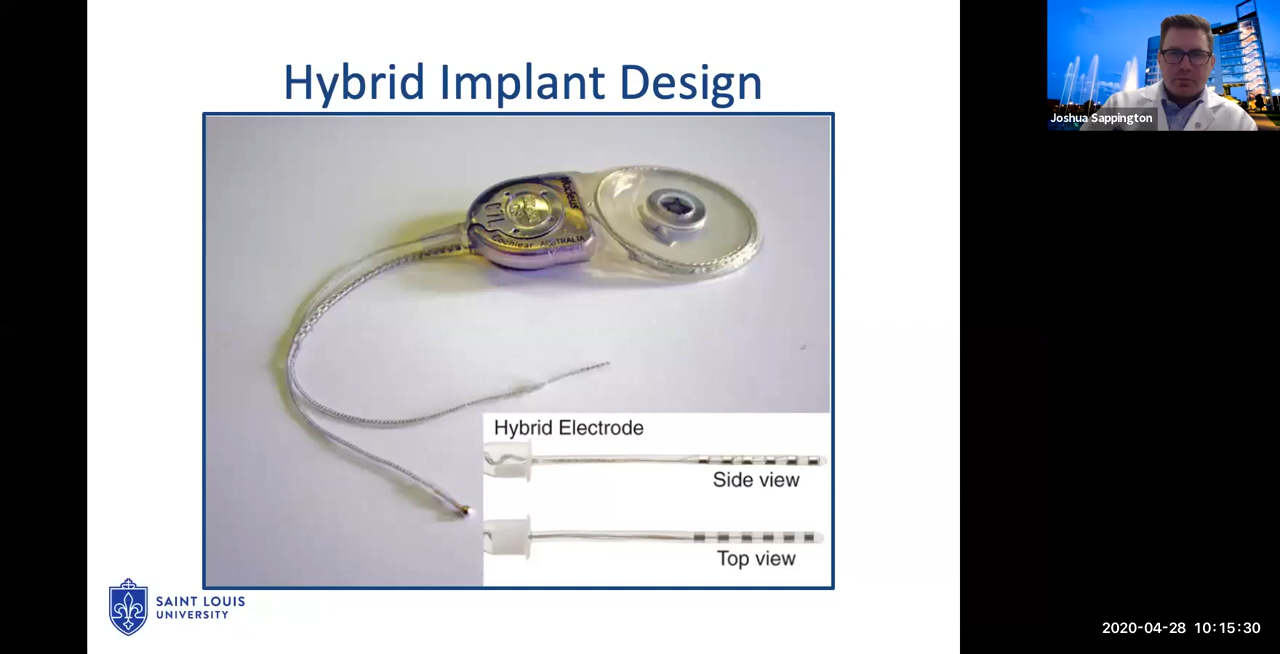 Hybrid Implant Design
Joshua Sappington
Nucleus
Cochlear AUSTRALIA
Hybrid Electrode
Side view
Top view
SAINT LOUIS
UNIVERSITY
2020-04-28 10:15:30